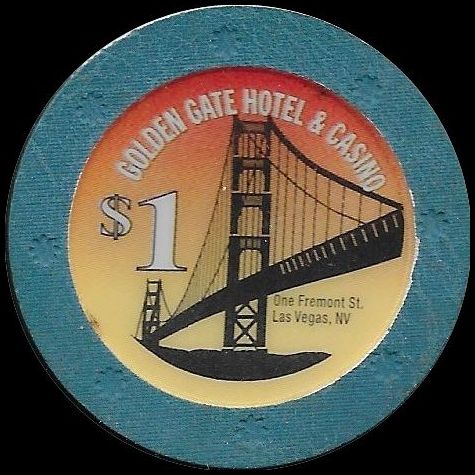 GOLDEN GATE HOTEL & CASINO
$1
One Fremont St.
Las Vegas, NV